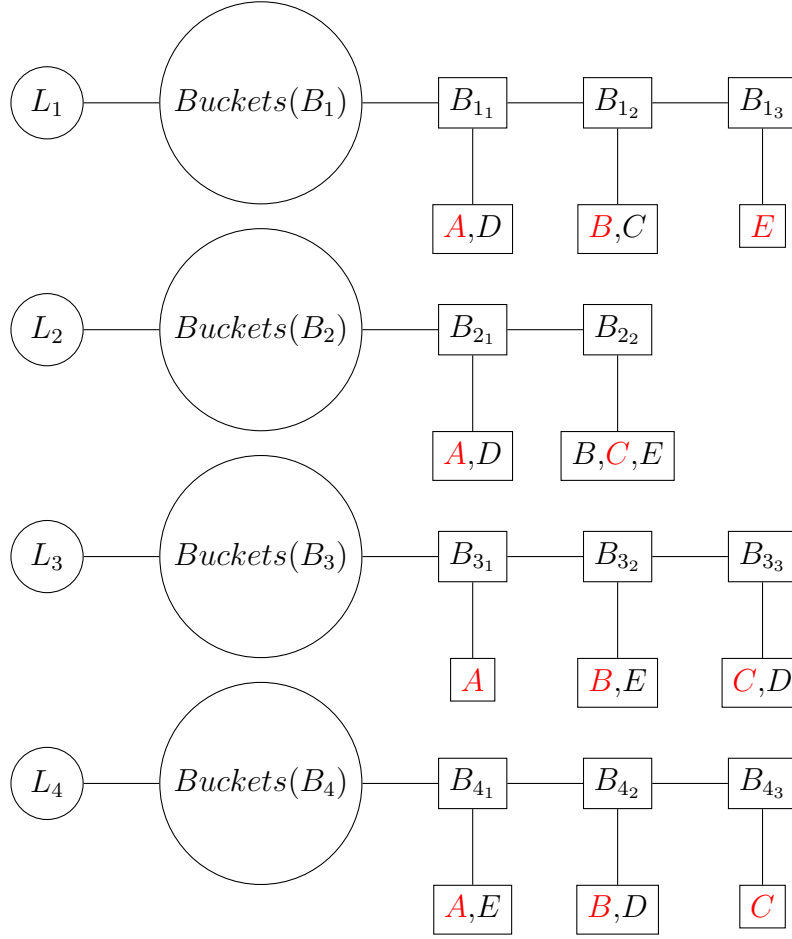 L₁ Buckets(B₁) B₁₁ B₁₂ B₁₃
A,D B,C E
L₂ Buckets(B₂) B₂₁ B₂₂
A,D B,C,E
L₃ Buckets(B₃) B₃₁ B₃₂ B₃₃
A B,E C,D
L₄ Buckets(B₄) B₄₁ B₄₂ B₄₃
A,E B,D C